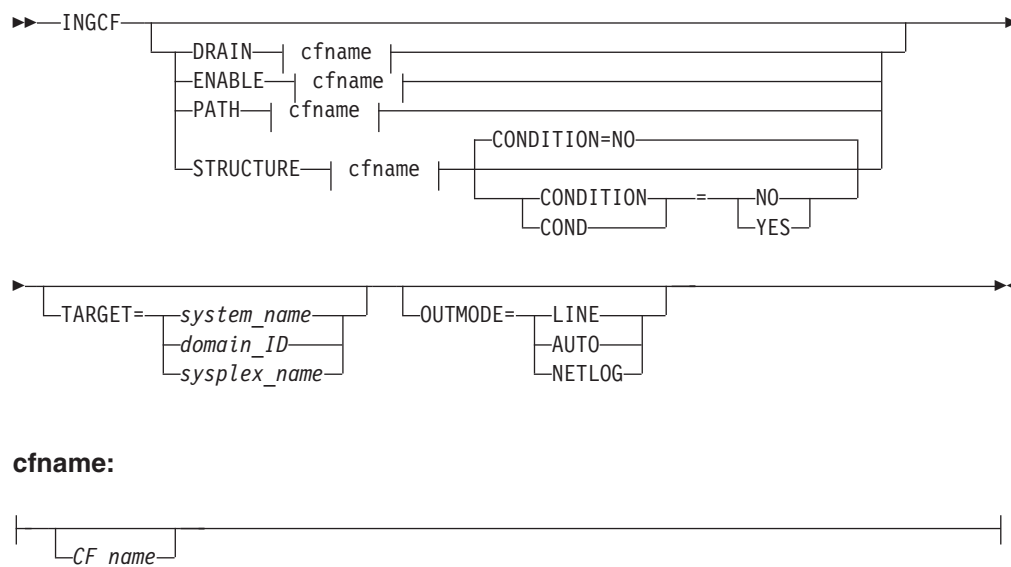 INGCF
DRAIN cfname
ENABLE cfname
PATH cfname
CONDITION=NO
STRUCTURE cfname
CONDITION = NO
COND YES
TARGET= system_name OUTMODE= LINE
domain_ID AUTO
sysplex_name NETLOG
cfname:
CF name